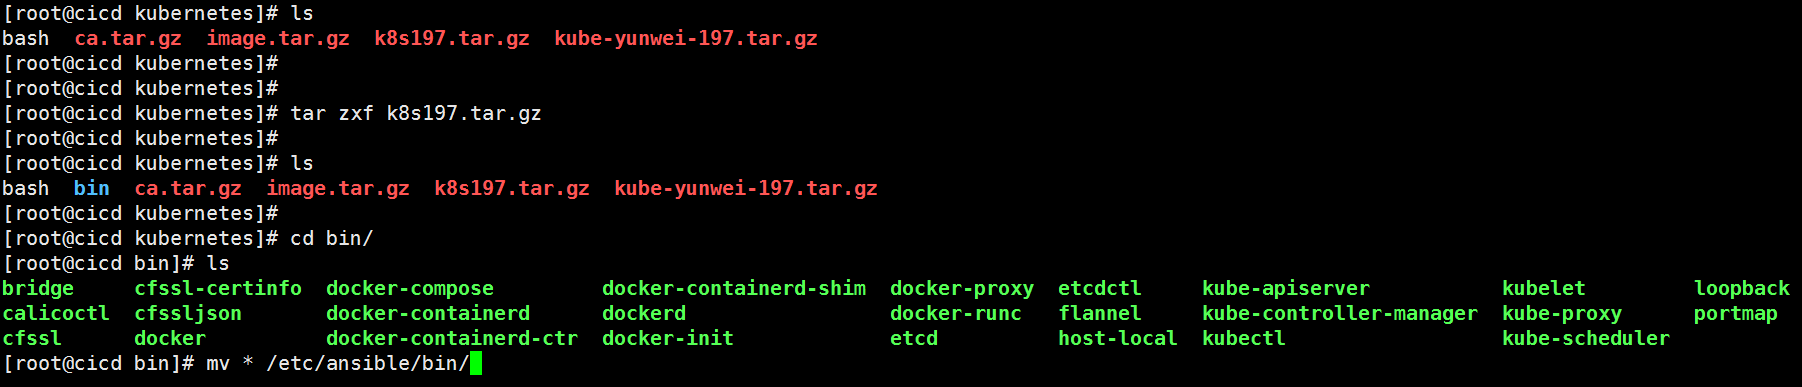 [root@cicd kubernetes]# ls
bash  ca.tar.gz  image.tar.gz  k8s197.tar.gz  kube-yunwei-197.tar.gz
[root@cicd kubernetes]#
[root@cicd kubernetes]#
[root@cicd kubernetes]# tar zxf k8s197.tar.gz
[root@cicd kubernetes]#
[root@cicd kubernetes]# ls
bash  bin  ca.tar.gz  image.tar.gz  k8s197.tar.gz  kube-yunwei-197.tar.gz
[root@cicd kubernetes]#
[root@cicd kubernetes]# cd bin/
[root@cicd bin]# ls
bridge     cfssl-certinfo  docker-compose         docker-containerd-shim  docker-proxy  etcdctl     kube-apiserver           kubelet         loopback
calicoctl  cfssljson       docker-containerd      dockerd                 docker-runc   flannel     kube-controller-manager  kube-proxy      portmap
cfssl      docker          docker-containerd-ctr  docker-init             etcd          host-local  kubectl                  kube-scheduler
[root@cicd bin]# mv * /etc/ansible/bin/